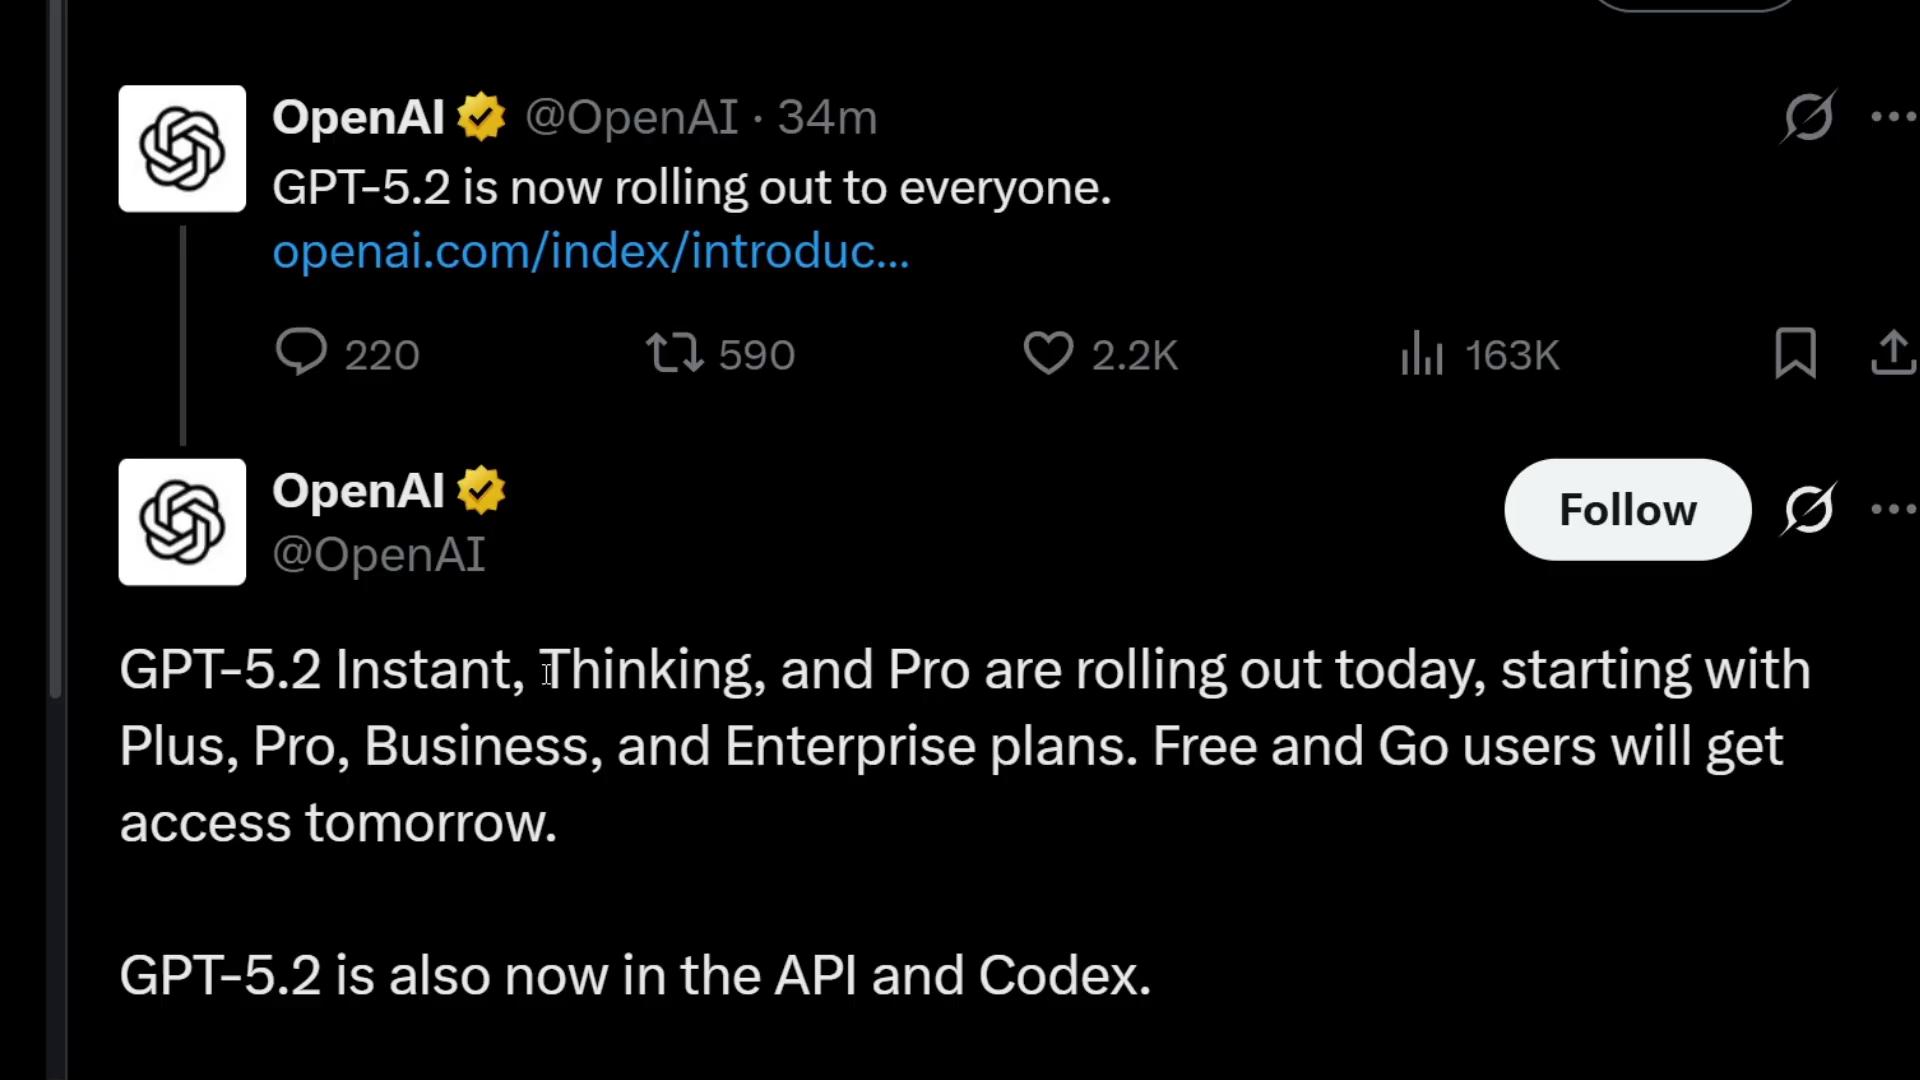 OpenAI @OpenAI · 34m
GPT-5.2 is now rolling out to everyone.
openai.com/index/introduc...
220 590 2.2K 163K
OpenAI
@OpenAI
Follow
GPT-5.2 Instant, Thinking, and Pro are rolling out today, starting with
Plus, Pro, Business, and Enterprise plans. Free and Go users will get
access tomorrow.
GPT-5.2 is also now in the API and Codex.